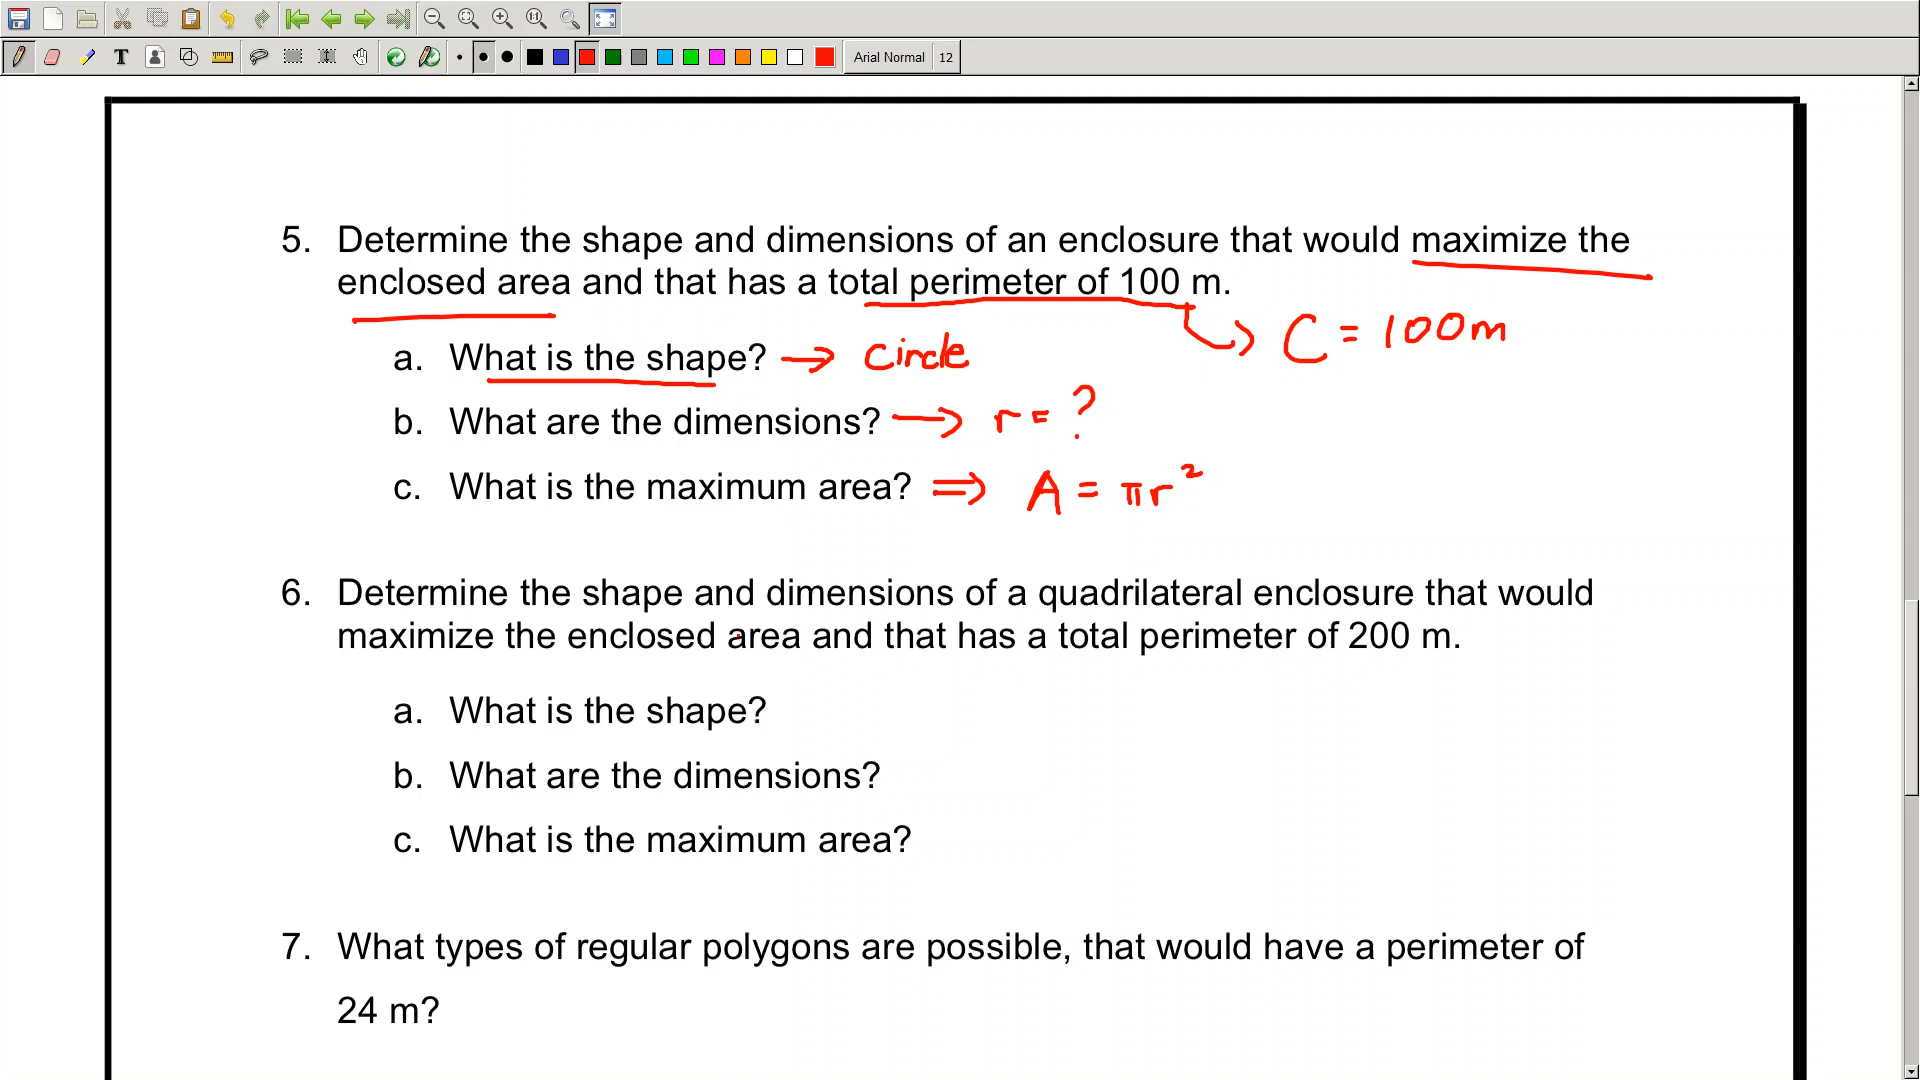 T
1:1
Arial Normal 12
5. Determine the shape and dimensions of an enclosure that would maximize the
enclosed area and that has a total perimeter of 100 m.
C = 100m
a. What is the shape? → Circle
b. What are the dimensions? → r = ?
c. What is the maximum area? ⇒ A = πr²
6. Determine the shape and dimensions of a quadrilateral enclosure that would
maximize the enclosed area and that has a total perimeter of 200 m.
a. What is the shape?
b. What are the dimensions?
c. What is the maximum area?
7. What types of regular polygons are possible, that would have a perimeter of
24 m?